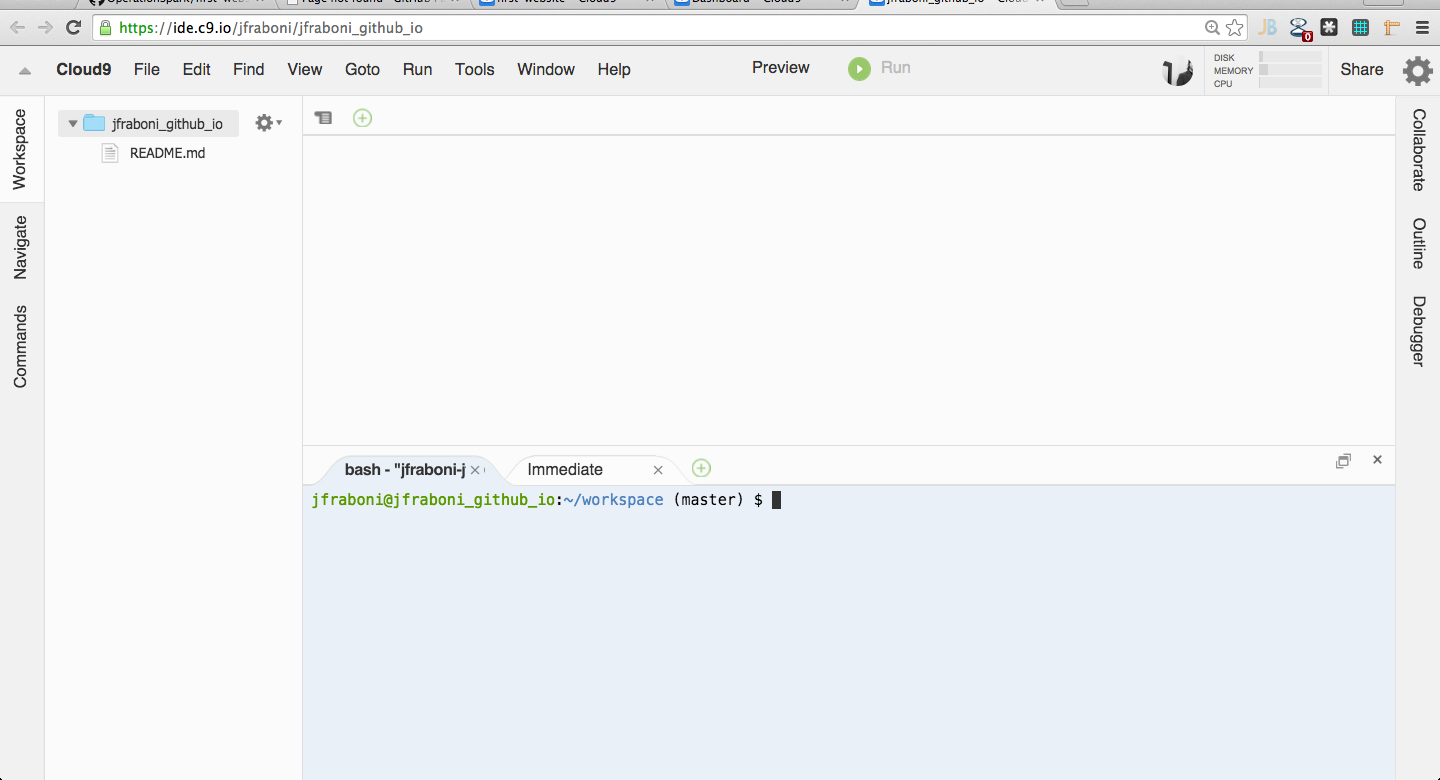 https://ide.c9.io/jfraboni/jfraboni_github_io
0
Cloud9 File Edit Find View Goto Run Tools Window Help Preview Run DISK MEMORY CPU Share
Workspace
Navigate
Commands
jfraboni_github_io
README.md
Collaborate
Outline
Debugger
bash - "jfraboni-j Immediate
jfraboni@jfraboni_github_io:~/workspace (master) $